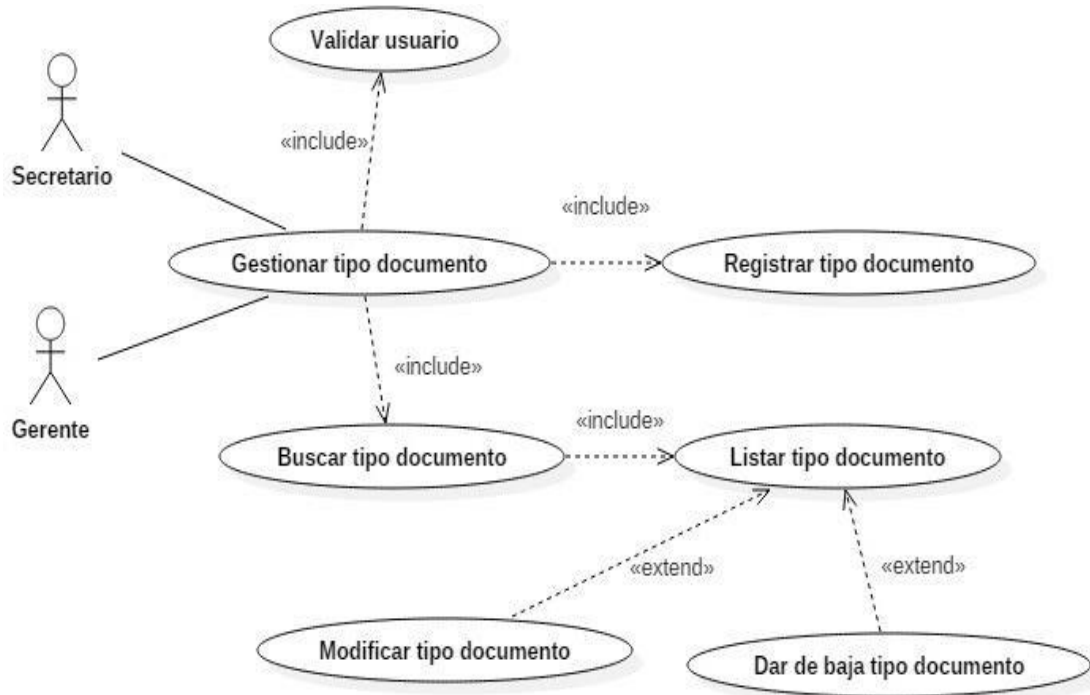 Validar usuario
Secretario
«include»
«include»
Gestionar tipo documento
Registrar tipo documento
Gerente
«include»
«include»
Buscar tipo documento
Listar tipo documento
«extend»
«extend»
Modificar tipo documento
Dar de baja tipo documento